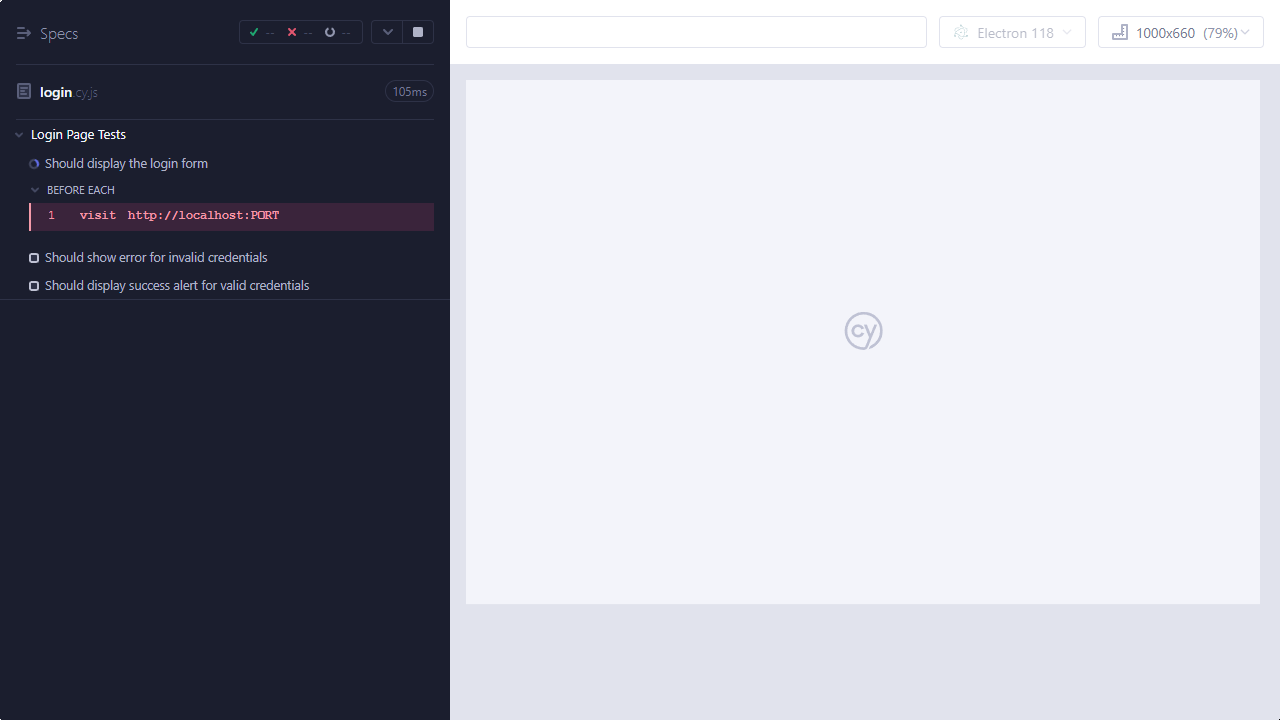 Specs
--
--
--
Electron 118
1000x660 (79%)
login.cy.js
105ms
Login Page Tests
Should display the login form
BEFORE EACH
1 visit http://localhost:PORT
Should show error for invalid credentials
Should display success alert for valid credentials
cy